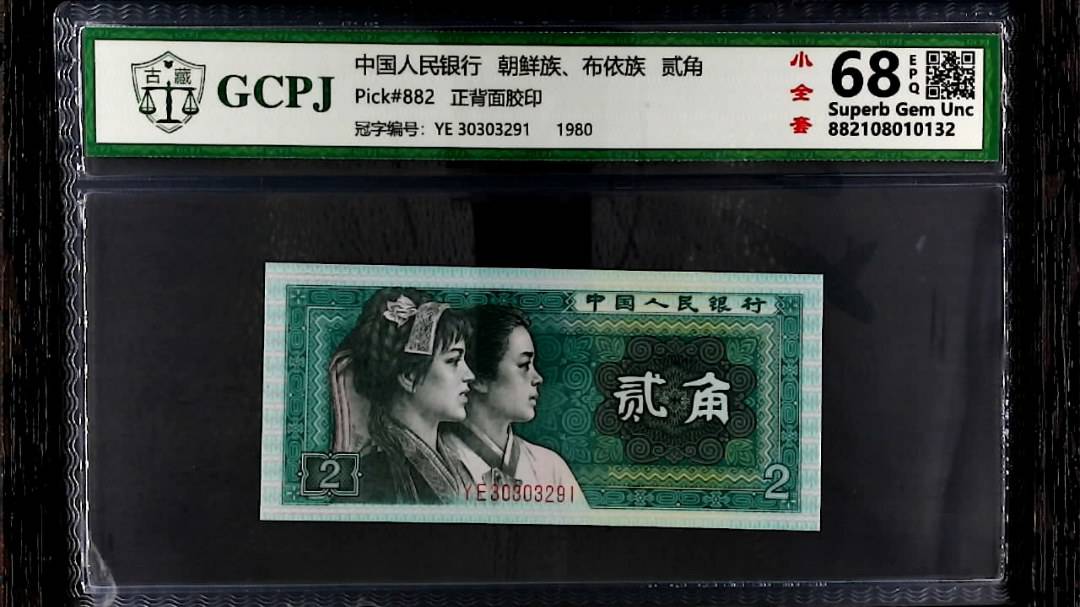 古藏
GCPJ
中国人民银行 朝鲜族、布依族 贰角
Pick#882 正背面胶印
冠字编号：YE 30303291 1980
小全套
68
EPQ
Superb Gem Unc
882108010132
中国人民银行
贰角
2
YE30303291
2